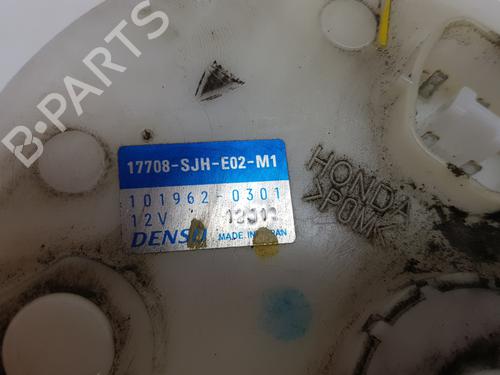 B-PARTS
17708-SJH-E02-M1
101962-0301
12V
DENSO MADE IN JAPAN
HONDA
>POM<